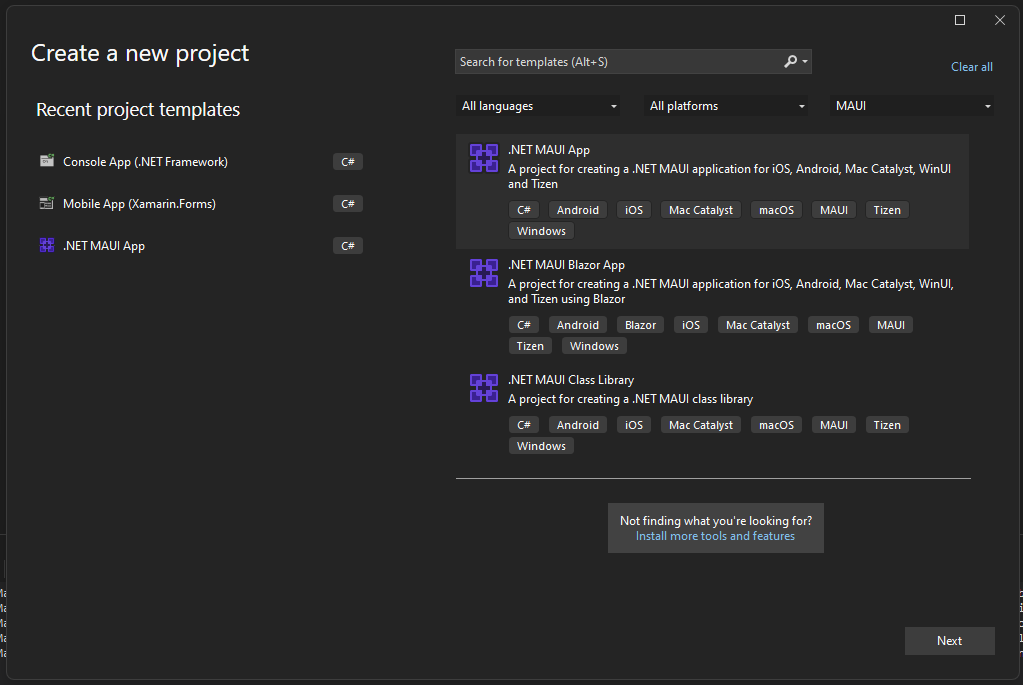 Create a new project
Search for templates (Alt+S)
Clear all
Recent project templates
All languages
All platforms
MAUI
Console App (.NET Framework)
C#
Mobile App (Xamarin.Forms)
C#
.NET MAUI App
C#
.NET MAUI App
A project for creating a .NET MAUI application for iOS, Android, Mac Catalyst, WinUI
and Tizen
C# Android iOS Mac Catalyst macOS MAUI Tizen
Windows
.NET MAUI Blazor App
A project for creating a .NET MAUI application for iOS, Android, Mac Catalyst, WinUI,
and Tizen using Blazor
C# Android Blazor iOS Mac Catalyst macOS MAUI
Tizen Windows
.NET MAUI Class Library
A project for creating a .NET MAUI class library
C# Android iOS Mac Catalyst macOS MAUI Tizen
Windows
Not finding what you're looking for?
Install more tools and features
Next